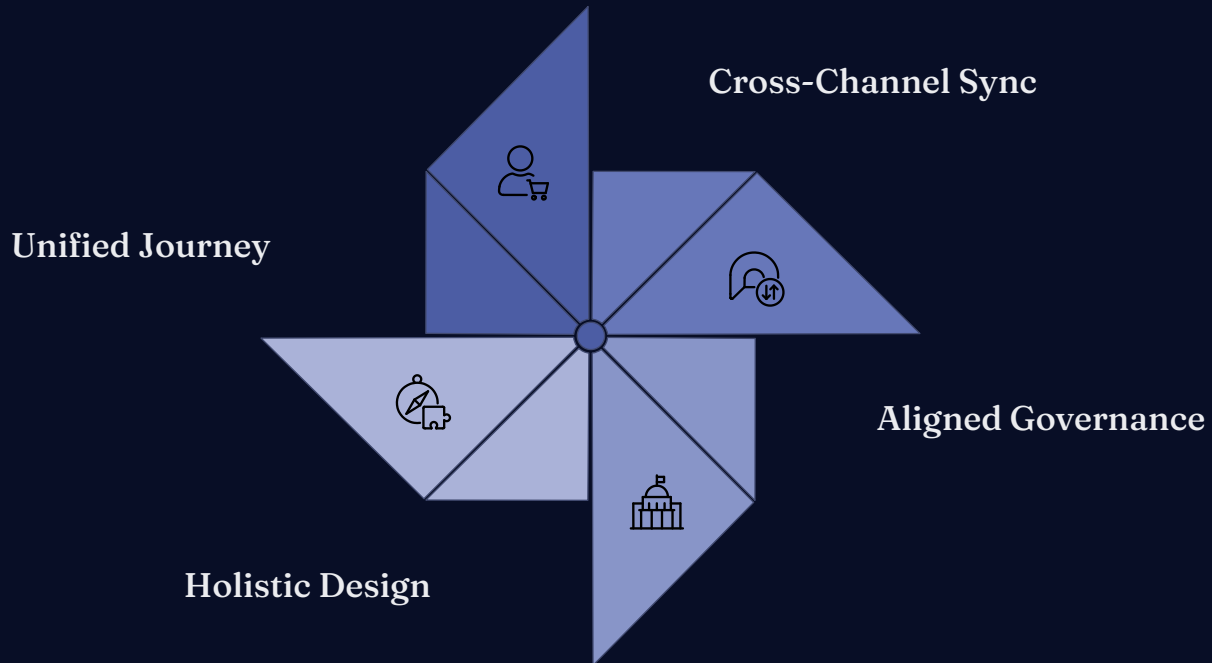 Cross-Channel Sync
Unified Journey
Aligned Governance
Holistic Design